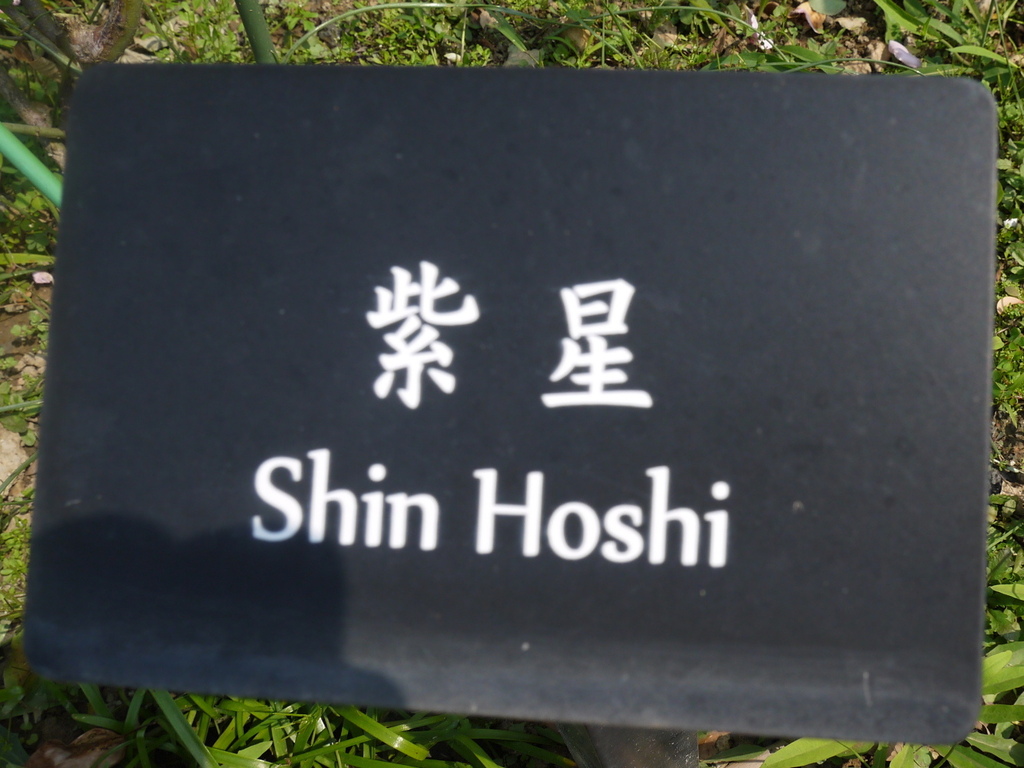 紫 星
Shin Hoshi